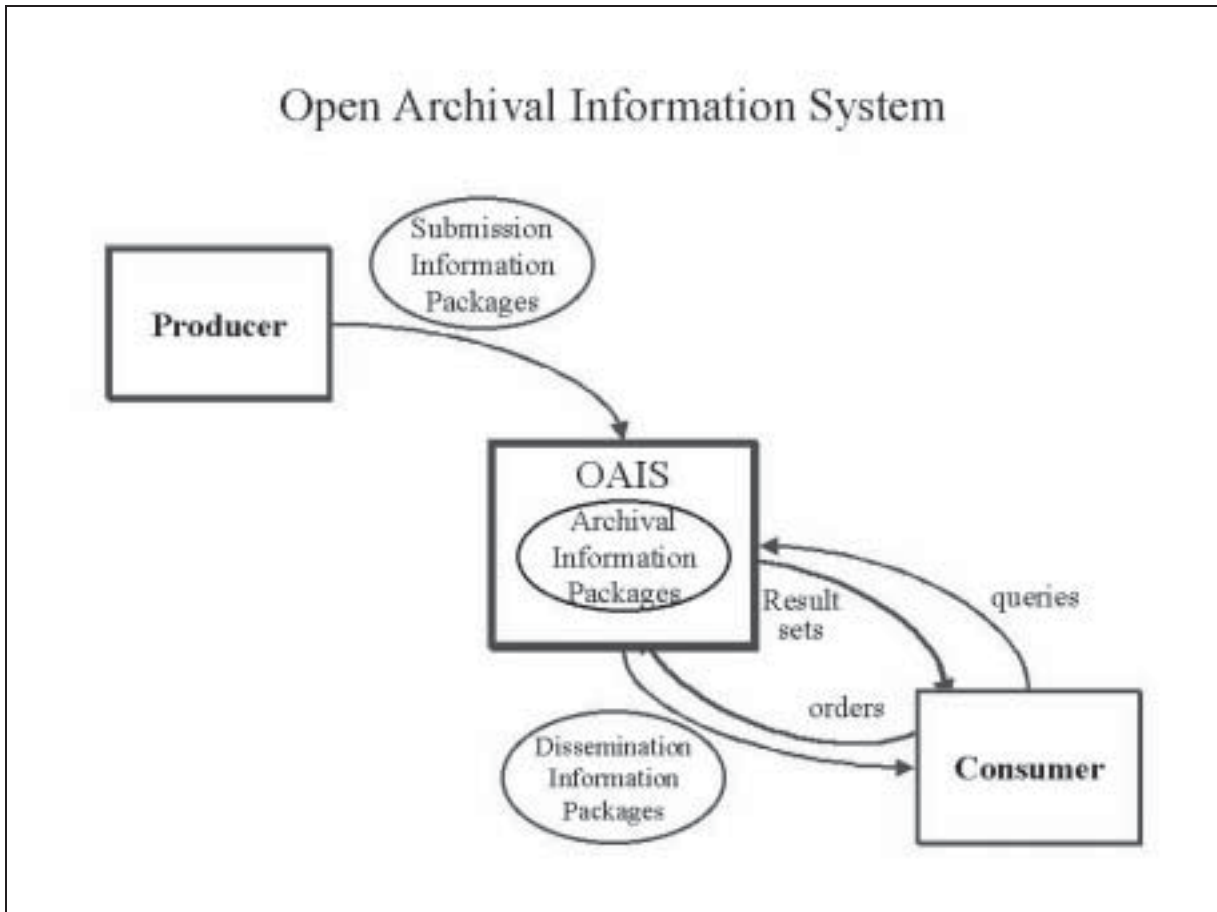 Open Archival Information System
Submission
Information
Packages
Producer
OAIS
Archival
Information
Packages
Result
sets
queries
orders
Dissemination
Information
Packages
Consumer